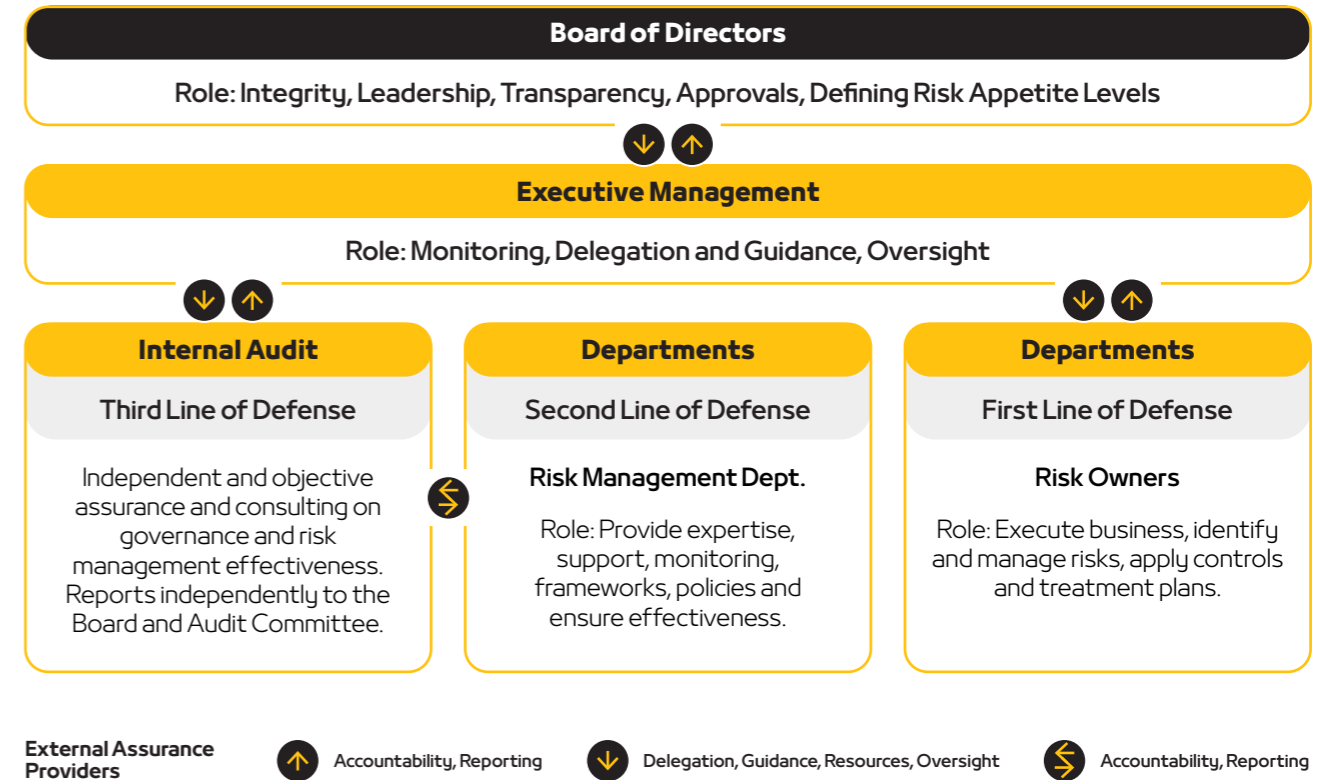 Board of Directors
Role: Integrity, Leadership, Transparency, Approvals, Defining Risk Appetite Levels
Executive Management
Role: Monitoring, Delegation and Guidance, Oversight
Internal Audit
Third Line of Defense
Independent and objective
assurance and consulting on
governance and risk
management effectiveness.
Reports independently to the
Board and Audit Committee.
Departments
Second Line of Defense
Risk Management Dept.
Role: Provide expertise,
support, monitoring,
frameworks, policies and
ensure effectiveness.
Departments
First Line of Defense
Risk Owners
Role: Execute business, identify
and manage risks, apply controls
and treatment plans.
External Assurance
Providers
Accountability, Reporting
Delegation, Guidance, Resources, Oversight
Accountability, Reporting